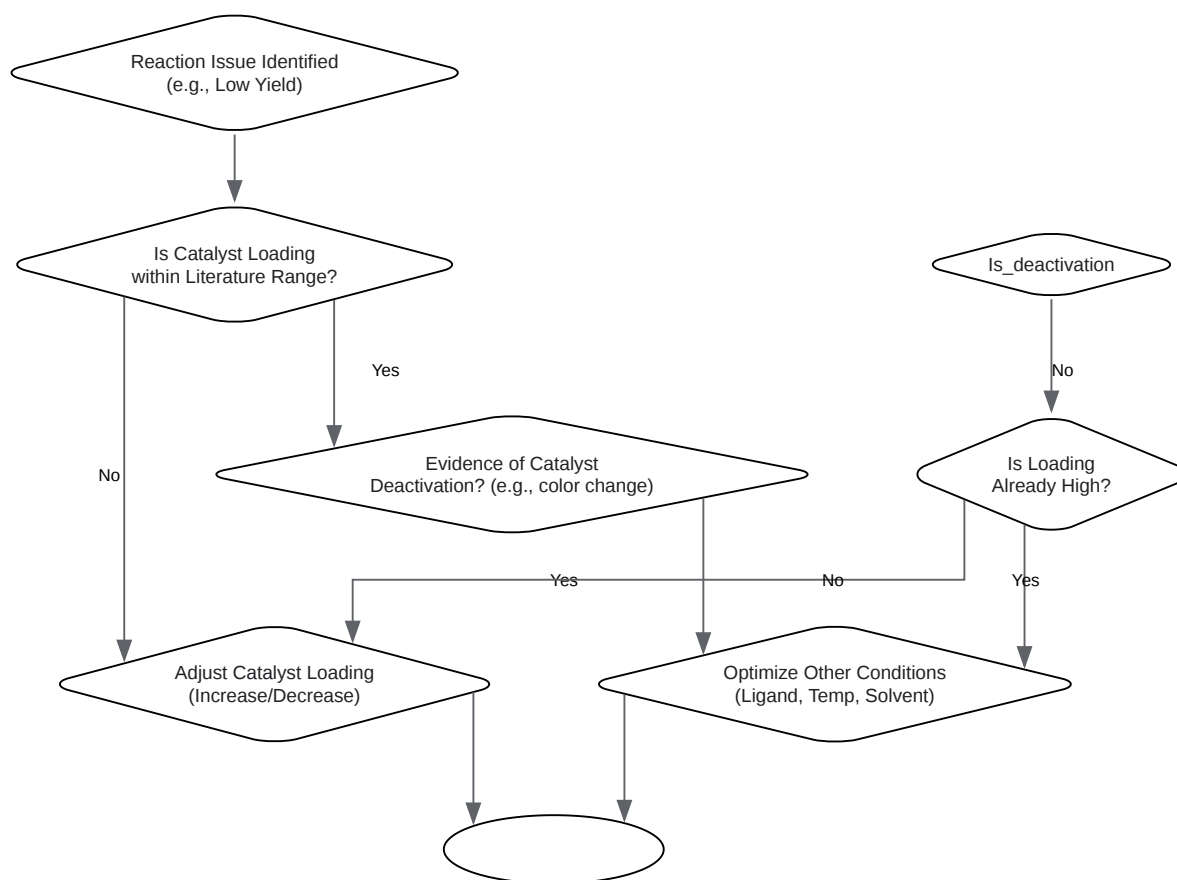 Reaction Issue Identified
(e.g., Low Yield)
Is Catalyst Loading
within Literature Range?
Is_deactivation
Yes
No
No
Evidence of Catalyst
Deactivation? (e.g., color change)
Is Loading
Already High?
Yes
No
Yes
Adjust Catalyst Loading
(Increase/Decrease)
Optimize Other Conditions
(Ligand, Temp, Solvent)